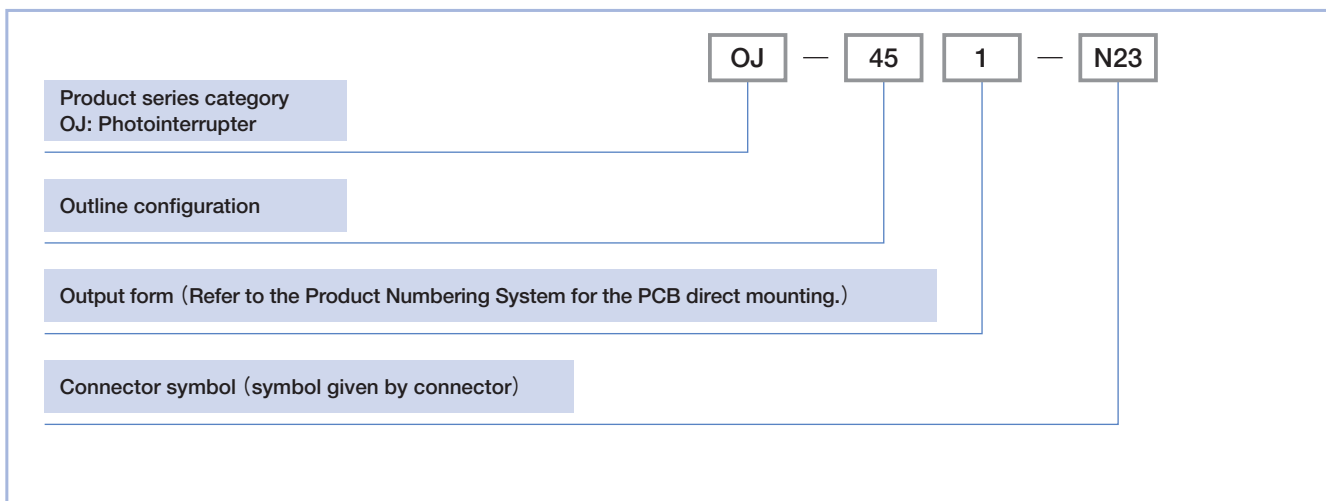 OJ — 45 1 — N23
Product series category
OJ: Photointerrupter
Outline configuration
Output form（Refer to the Product Numbering System for the PCB direct mounting.）
Connector symbol（symbol given by connector）